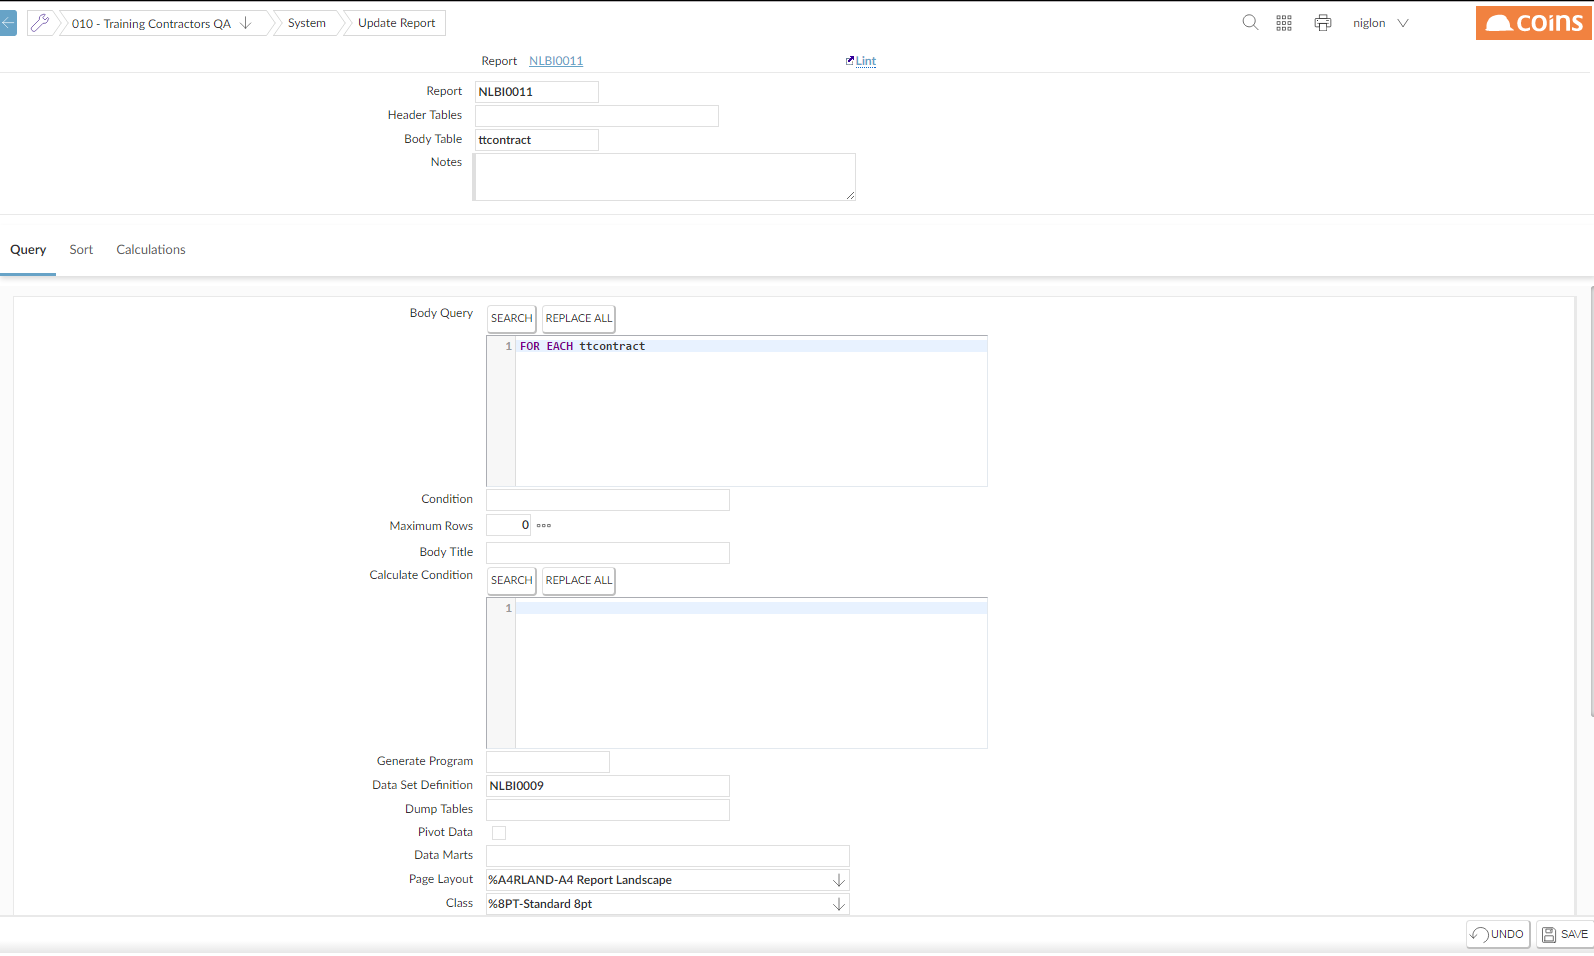 010 - Training Contractors QA System Update Report niglon coins
Report NLBI0011 Lint
Report NLBI0011
Header Tables
Body Table ttcontract
Notes
Query Sort Calculations
Body Query SEARCH REPLACE ALL
1 FOR EACH ttcontract
Condition
Maximum Rows 0
Body Title
Calculate Condition SEARCH REPLACE ALL
1
Generate Program
Data Set Definition NLBI0009
Dump Tables
Pivot Data
Data Marts
Page Layout %A4RLAND-A4 Report Landscape
Class %8PT-Standard 8pt
UNDO SAVE